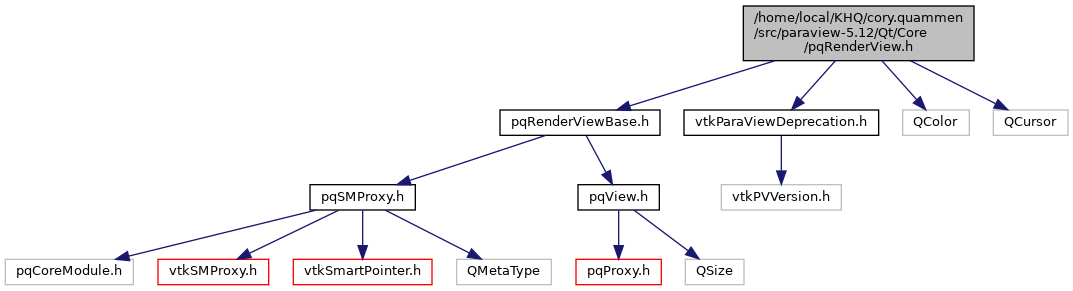 /home/local/KHQ/cory.quammen
/src/paraview-5.12/Qt/Core
/pqRenderView.h
pqRenderViewBase.h
vtkParaViewDeprecation.h
QColor
QCursor
pqSMProxy.h
pqView.h
vtkPVVersion.h
pqCoreModule.h
vtkSMProxy.h
vtkSmartPointer.h
QMetaType
pqProxy.h
QSize